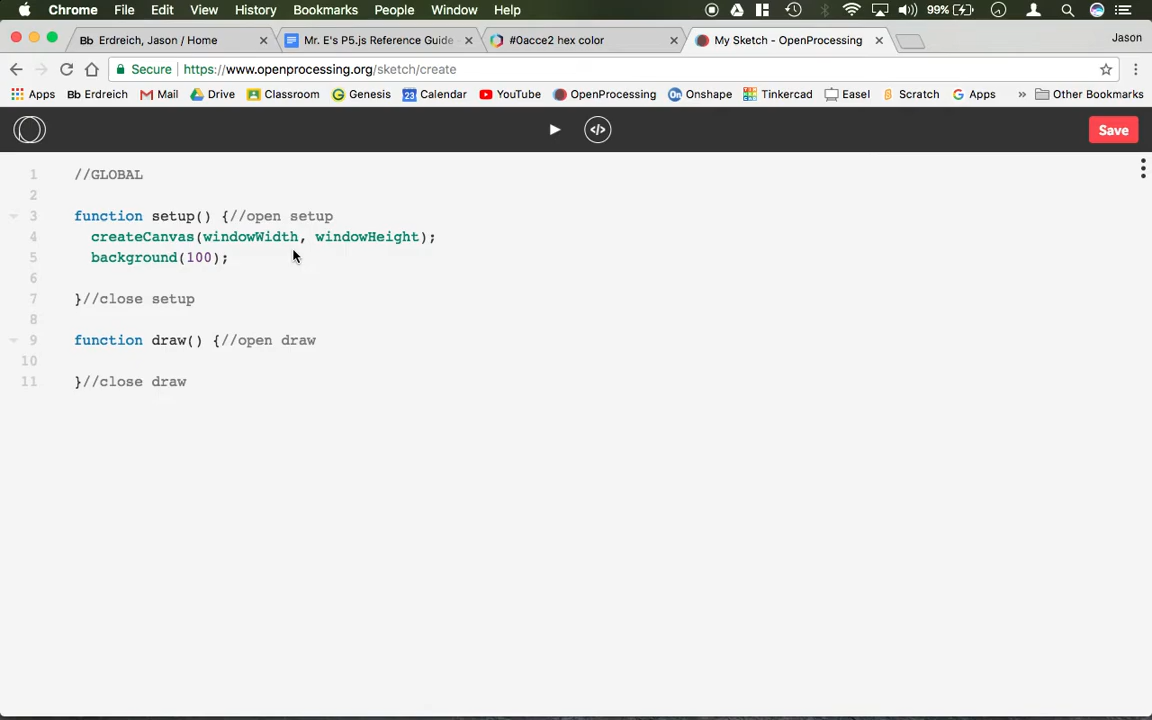 Chrome File Edit View History Bookmarks People Window Help 99%
Bb Erdreich, Jason / Home Mr. E's P5.js Reference Guide #0acce2 hex color My Sketch - OpenProcessing Jason
Secure https://www.openprocessing.org/sketch/create
Apps Bb Erdreich Mail Drive Classroom Genesis 23 Calendar YouTube OpenProcessing On Onshape Tinkercad Easel Scratch Apps » Other Bookmarks
</> Save
1 //GLOBAL
2
3 function setup() {//open setup
4 createCanvas(windowWidth, windowHeight);
5 background(100);
6
7 }//close setup
8
9 function draw() {//open draw
10
11 }//close draw